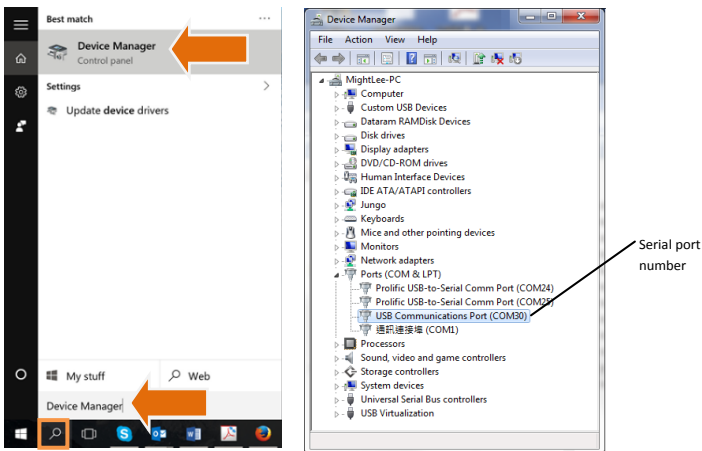 Best match
...
Device Manager
Control panel
Settings
Update device drivers
My stuff
Web
Device Manager
Device Manager
File Action View Help
MightLee-PC
Computer
Custom USB Devices
Dataram RAMDisk Devices
Disk drives
Display adapters
DVD/CD-ROM drives
Human Interface Devices
IDE ATA/ATAPI controllers
Jungo
Keyboards
Mice and other pointing devices
Monitors
Network adapters
Ports (COM & LPT)
Prolific USB-to-Serial Comm Port (COM24)
Prolific USB-to-Serial Comm Port (COM25)
USB Communications Port (COM30)
通訊連接埠 (COM1)
Processors
Sound, video and game controllers
Storage controllers
System devices
Universal Serial Bus controllers
USB Virtualization
Serial port
number